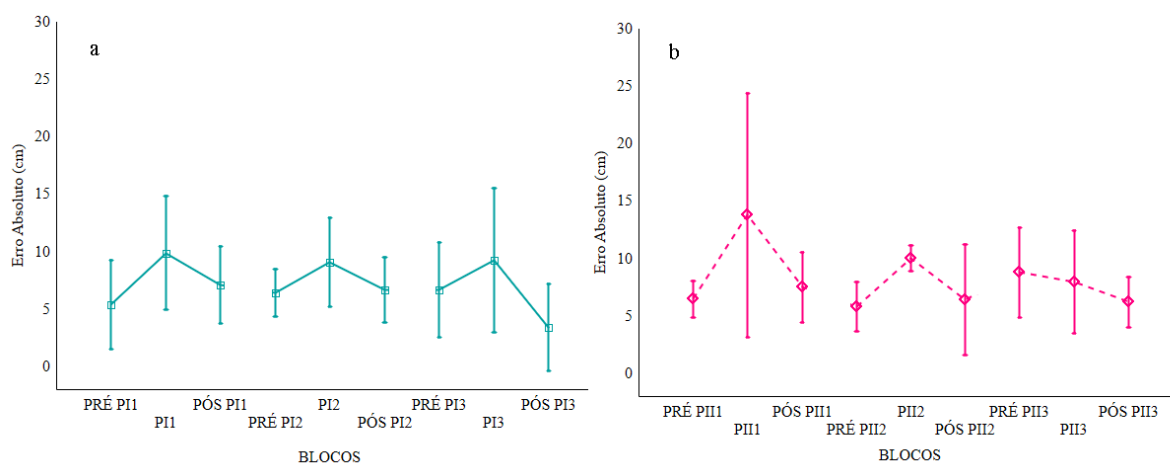 a
30
25
20
15
10
5
0
Erro Absoluto (cm)
PRÉ PI1 PÓS PI1 PI2 PRÉ PI3 PÓS PI3
PI1 PRÉ PI2 PÓS PI2 PI3
BLOCOS
b
30
25
20
15
10
5
0
Erro Absoluto (cm)
PRÉ PII1 PÓS PII1 PII2 PRÉ PII3 PÓS PII3
PII1 PRÉ PII2 PÓS PII2 PII3
BLOCOS